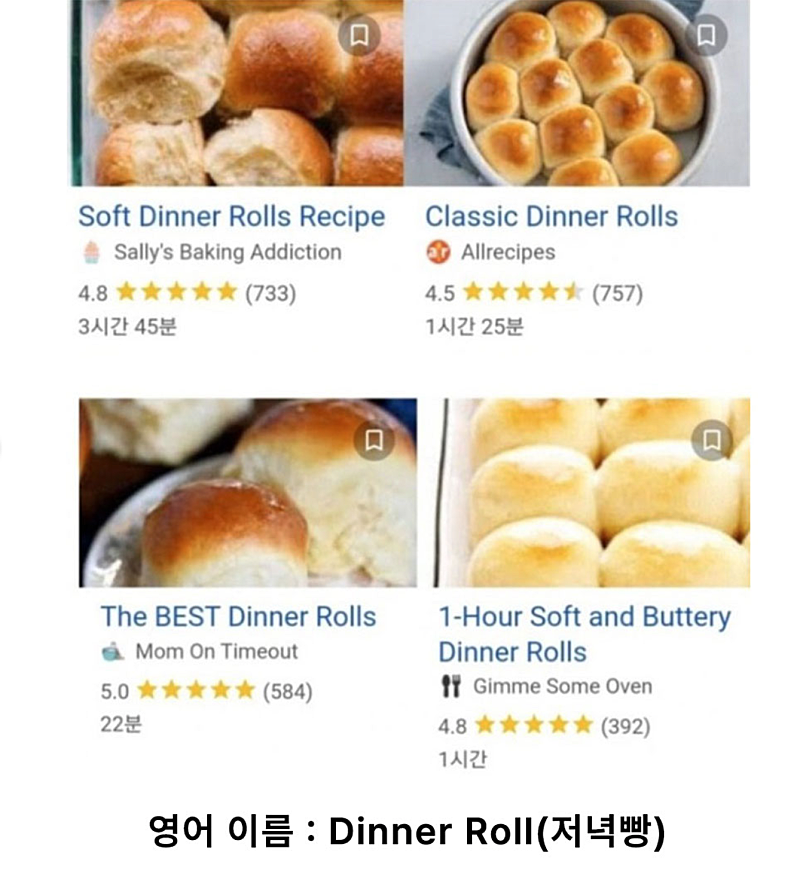 Soft Dinner Rolls Recipe
Sally's Baking Addiction
4.8 ★★★★★ (733)
3시간 45분
Classic Dinner Rolls
ar Allrecipes
4.5 ★★★★★ (757)
1시간 25분
The BEST Dinner Rolls
Mom On Timeout
5.0 ★★★★★ (584)
22분
1-Hour Soft and Buttery
Dinner Rolls
Gimme Some Oven
4.8 ★★★★★ (392)
1시간
영어 이름 : Dinner Roll(저녁빵)